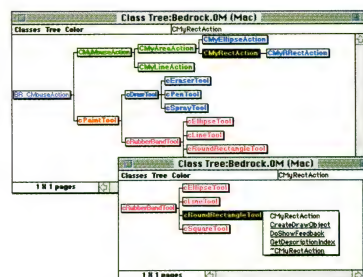 Class Tree:Bedrock.OM (Mac)
Classes Tree Color
CMyRectAction
CMyEllipseAction
CMyAreaAction
CMyMouseAction
CMyRectAction
CMyRRectAction
CMyLineAction
BR_CMouseAction
cEraserTool
cDrawTool
cPenTool
cSprayTool
cPaintTool
cEllipseTool
cRubberBandTool
cLineTool
cRoundRectangleTool
1 X 1 pages
Class Tree:Bedrock.OM (Mac)
Classes Tree Color
CMyRectAction
cEllipseTool
cLineTool
cRubberBandTool
cRoundRectangleTool
cSquareTool
CMyRectAction
CreateDrawObject
DoShowFeedback
GetDescriptionIndex
~CMyRectAction
1 X 1 pages